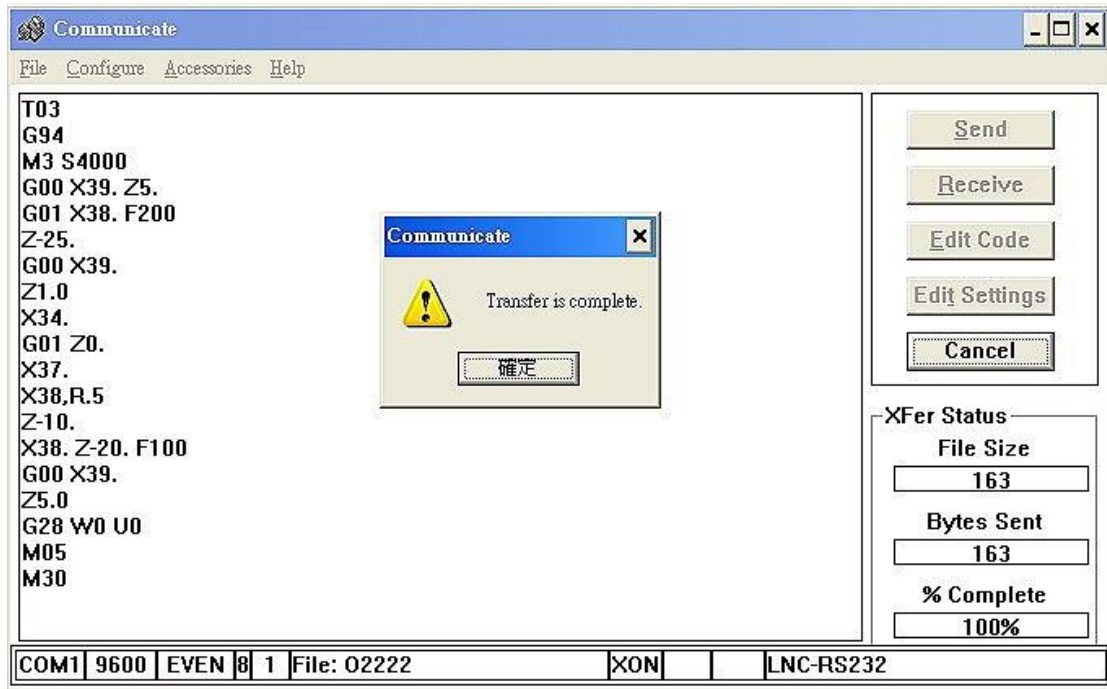 Communicate
File Configure Accessories Help
T03
G94
M3 S4000
G00 X39. Z5.
G01 X38. F200
Z-25.
G00 X39.
Z1.0
X34.
G01 Z0.
X37.
X38,R.5
Z-10.
X38. Z-20. F100
G00 X39.
Z5.0
G28 W0 U0
M05
M30
Communicate
Transfer is complete.
確定
Send
Receive
Edit Code
Edit Settings
Cancel
XFer Status
File Size
163
Bytes Sent
163
% Complete
100%
COM1 9600 EVEN 8 1 File: O2222 XON LNC-RS232